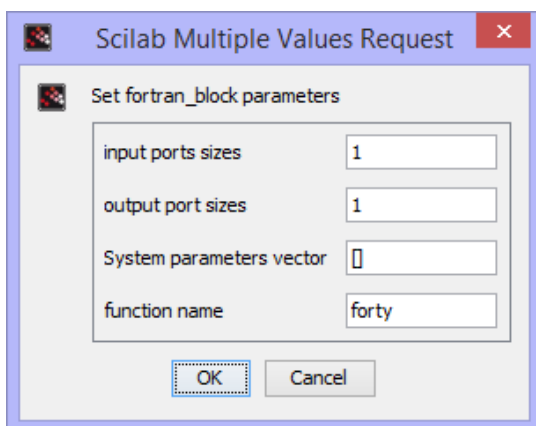 Scilab Multiple Values Request
Set fortran_block parameters
input ports sizes 1
output port sizes 1
System parameters vector []
function name forty
OK Cancel